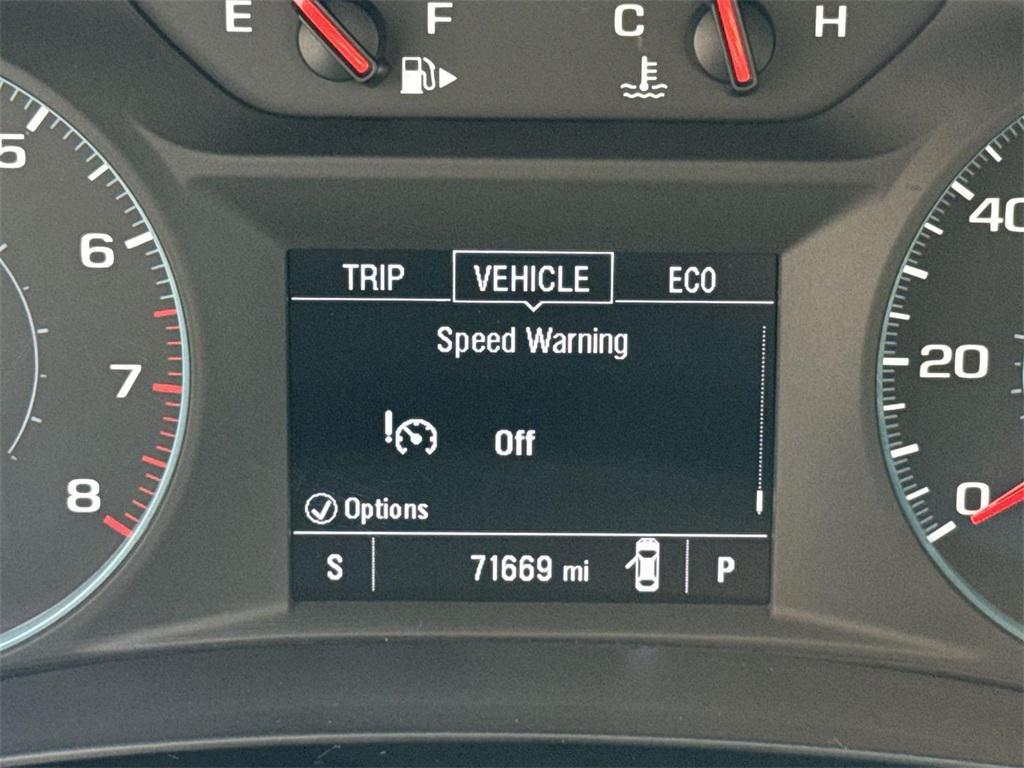 E F C H
5
6
7
8
40
20
0
TRIP VEHICLE ECO
Speed Warning
Off
Options
S 71669 mi P